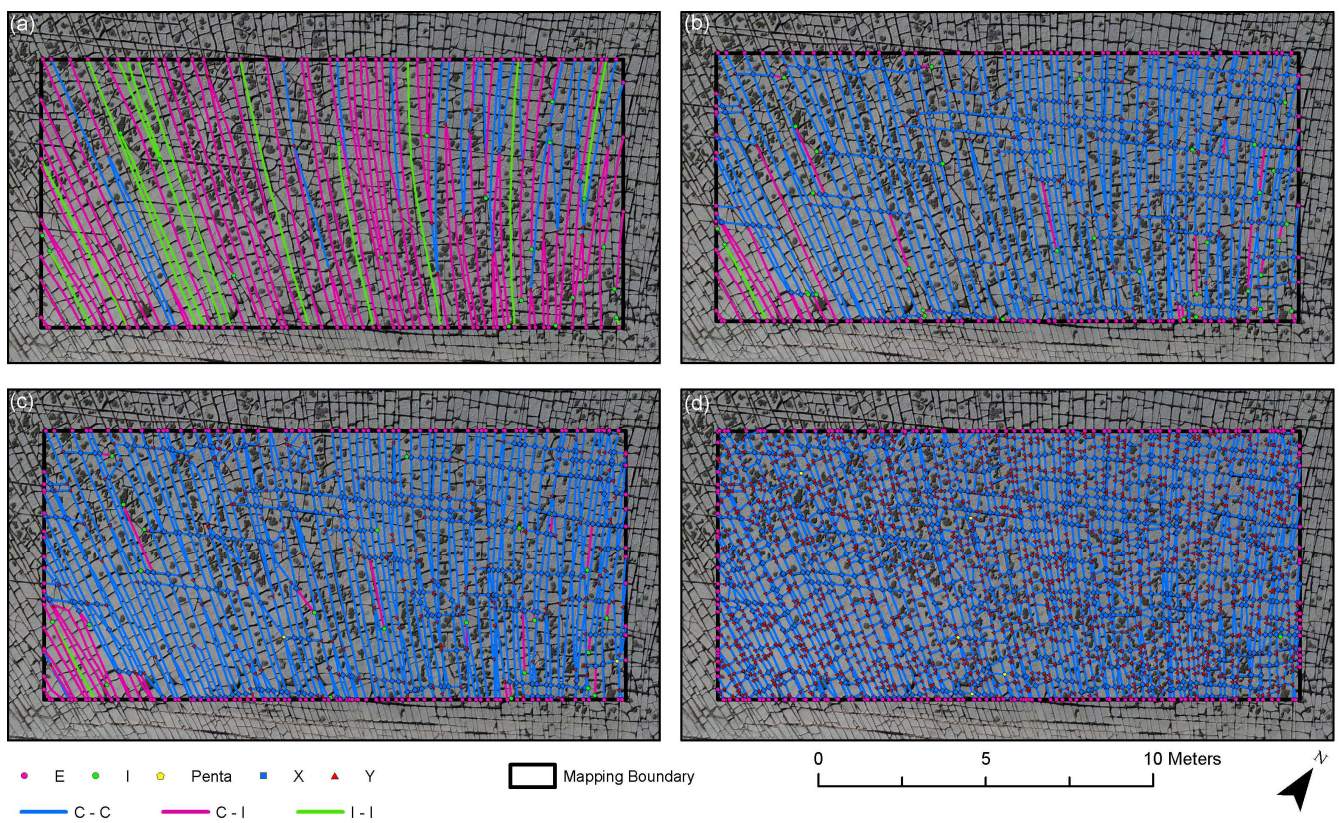 (a)
(b)
(c)
(d)
E I Penta X Y Mapping Boundary
0 5 10 Meters
N
C - C C - I I - I